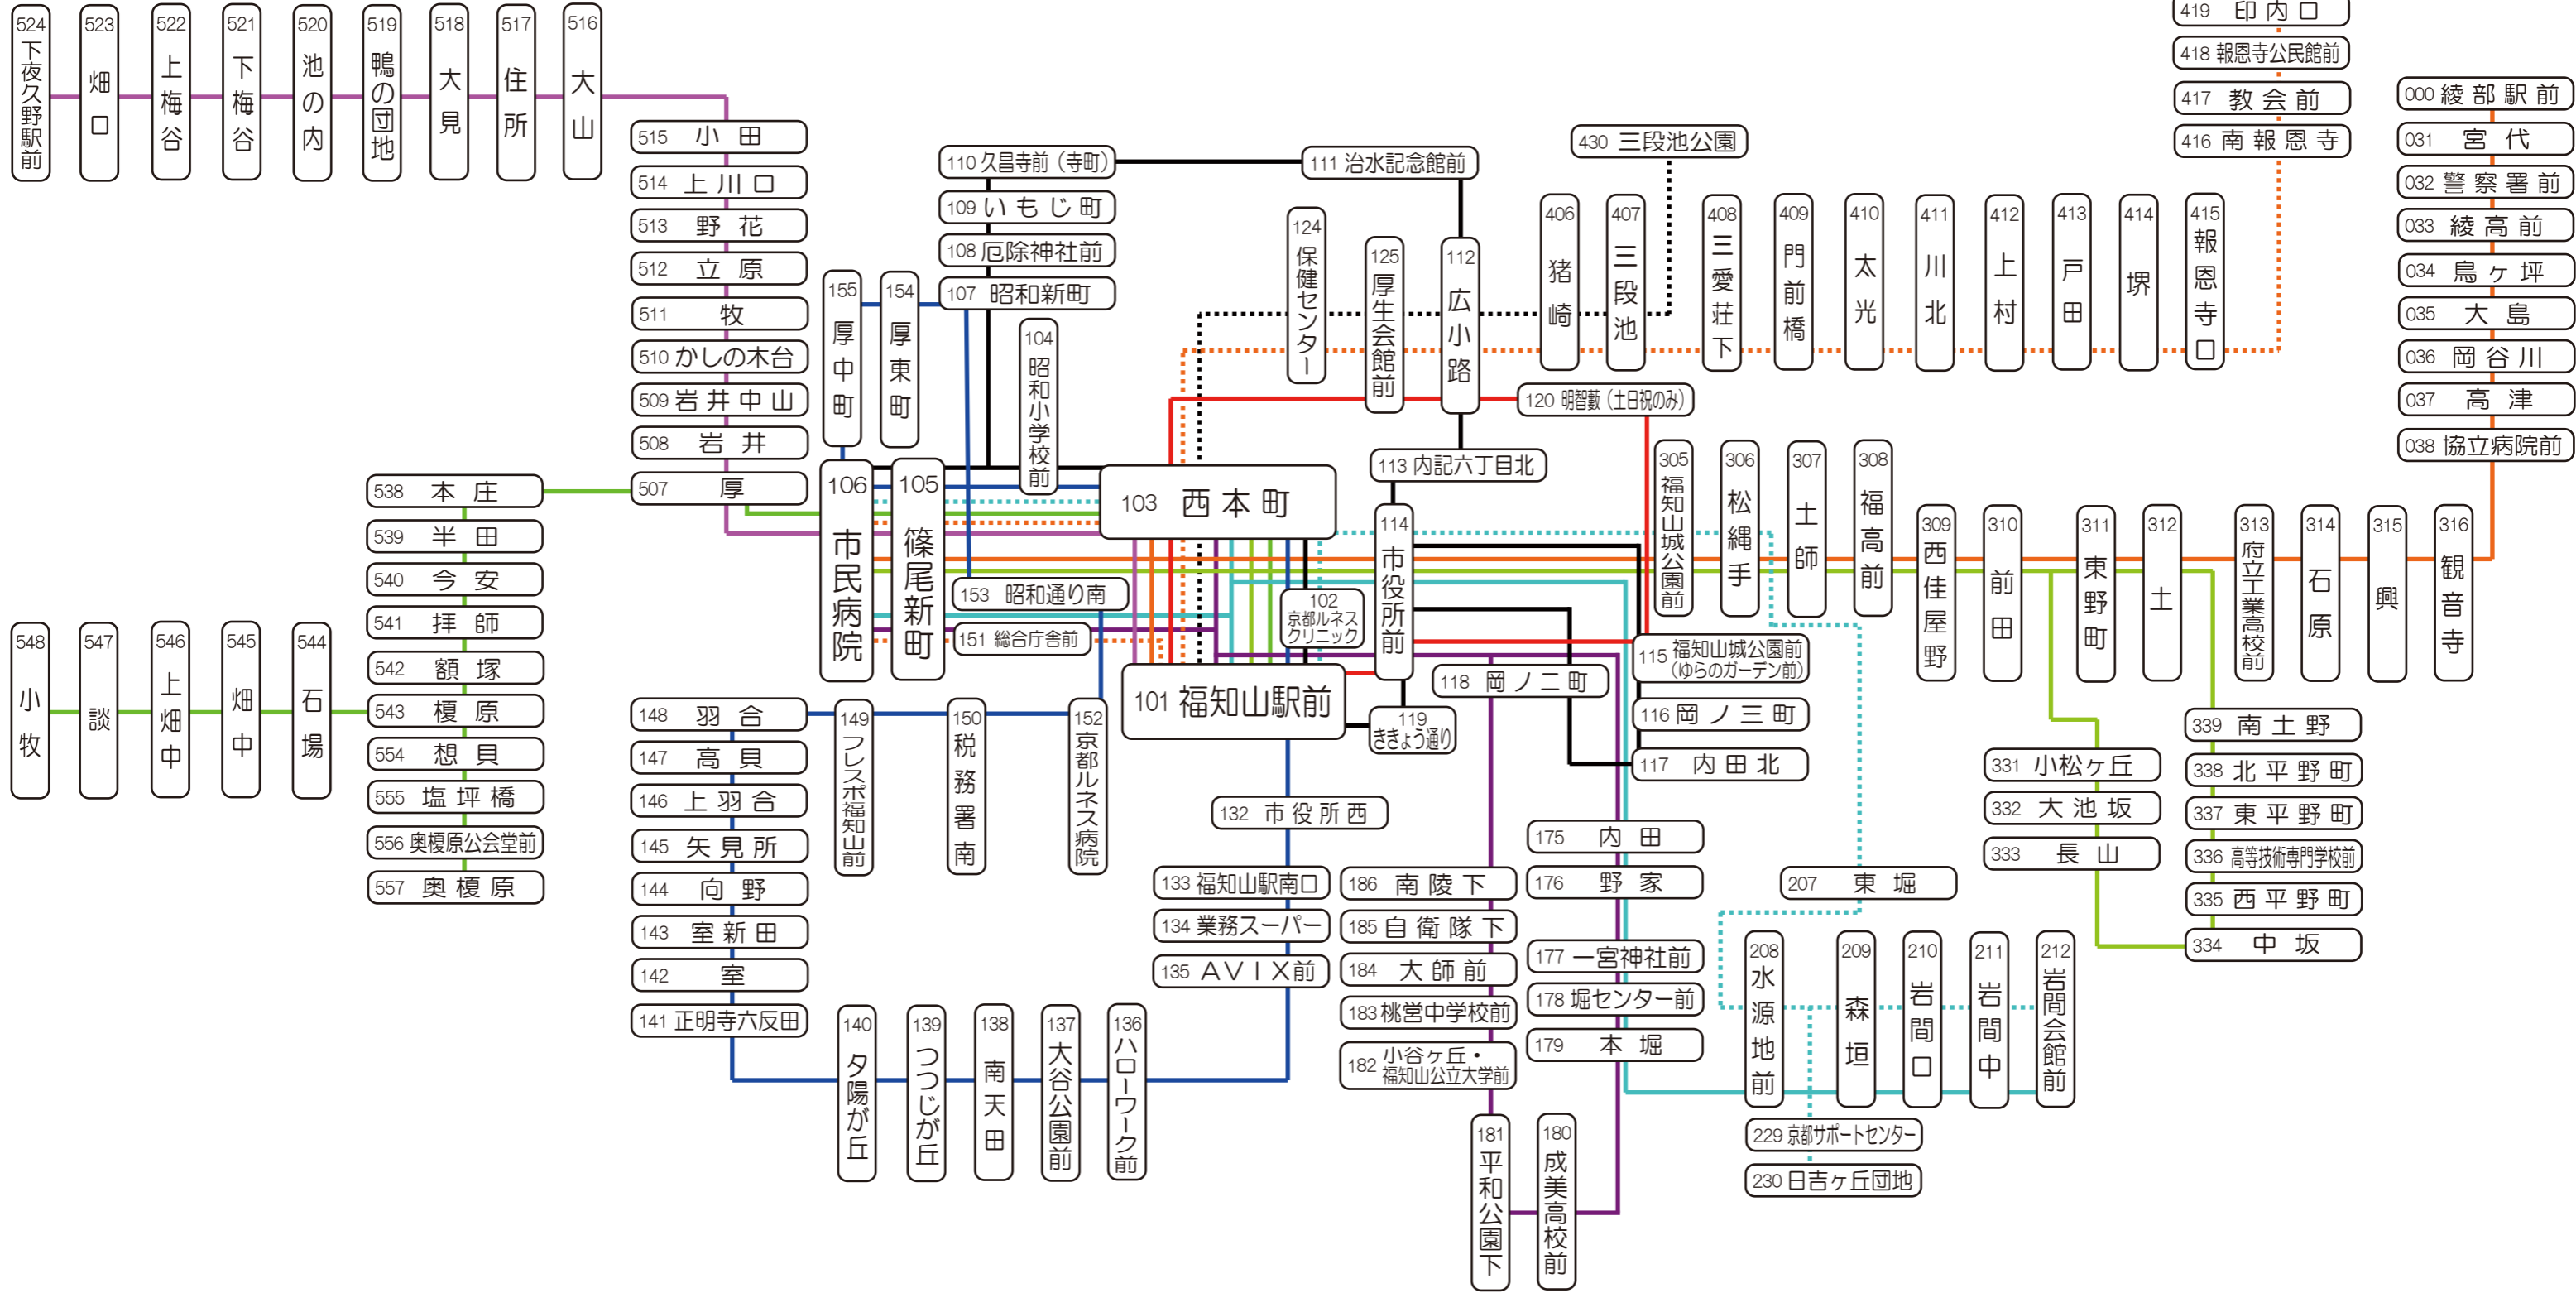 524 下夜久野駅前
523 畑口
522 上梅谷
521 下梅谷
520 池の内
519 鴨の団地
518 大見
517 住所
516 大山
515 小田
514 上川口
513 野花
512 立原
511 牧
510 かしの木台
509 岩井中山
508 岩井
507 厚
538 本庄
539 半田
540 今安
541 拝師
542 額塚
543 榎原
554 想貝
555 塩坪橋
556 奥榎原公会堂前
557 奥榎原
548 小牧
547 談
546 上畑中
545 畑中
544 石場
110 久昌寺前（寺町）
109 いもじ町
108 厄除神社前
107 昭和新町
155 厚中町
154 厚東町
104 昭和小学校前
106 市民病院
105 篠尾新町
103 西本町
153 昭和通り南
151 総合庁舎前
102
京都ルネス
クリニック
101 福知山駅前
111 治水記念館前
124 保健センター
125 厚生会館前
112 広小路
113 内記六丁目北
114 市役所前
119
ききょう通り
118 岡ノ二町
120 明智藪（土日祝のみ）
115 福知山城公園前
（ゆらのガーデン前）
116 岡ノ三町
117 内田北
430 三段池公園
406 猪崎
407 三段池
408 三愛荘下
409 門前橋
410 太光
411 川北
412 上村
413 戸田
414 堺
415 報恩寺口
419 印内口
418 報恩寺公民館前
417 教会前
416 南報恩寺
000 綾部駅前
031 宮代
032 警察署前
033 綾高前
034 鳥ヶ坪
035 大島
036 岡谷川
037 高津
038 協立病院前
305 福知山城公園前
306 松縄手
307 土師
308 福高前
309 西佳屋野
310 前田
311 東野町
312 土
313 府立工業高校前
314 石原
315 興
316 観音寺
339 南土野
338 北平野町
337 東平野町
336 高等技術専門学校前
335 西平野町
334 中坂
331 小松ヶ丘
332 大池坂
333 長山
148 羽合
147 高貝
146 上羽合
145 矢見所
144 向野
143 室新田
142 室
141 正明寺六反田
149 フレスポ福知山前
150 税務署南
152 京都ルネス病院
140 夕陽が丘
139 つつじが丘
138 南天田
137 大谷公園前
136 ハローワーク前
132 市役所西
133 福知山駅南口
134 業務スーパー
135 AVIX前
186 南陵下
185 自衛隊下
184 大師前
183 桃営中学校前
182 小谷ヶ丘・
福知山公立大学前
181 平和公園下
180 成美高校前
175 内田
176 野家
177 一宮神社前
178 堀センター前
179 本堀
207 東堀
208 水源地前
209 森垣
210 岩間口
211 岩間中
212 岩間会館前
229 京都サポートセンター
230 日吉ヶ丘団地